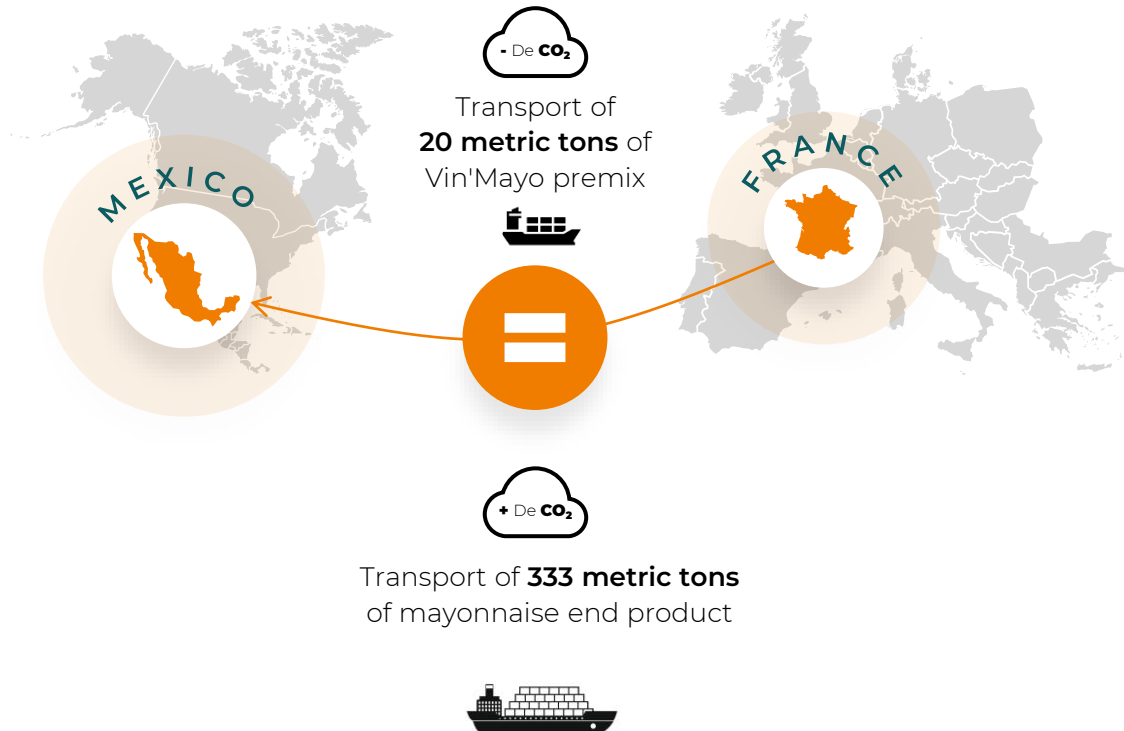 - De CO₂
Transport of
20 metric tons of
Vin'Mayo premix
MEXICO
FRANCE
=
+ De CO₂
Transport of 333 metric tons
of mayonnaise end product